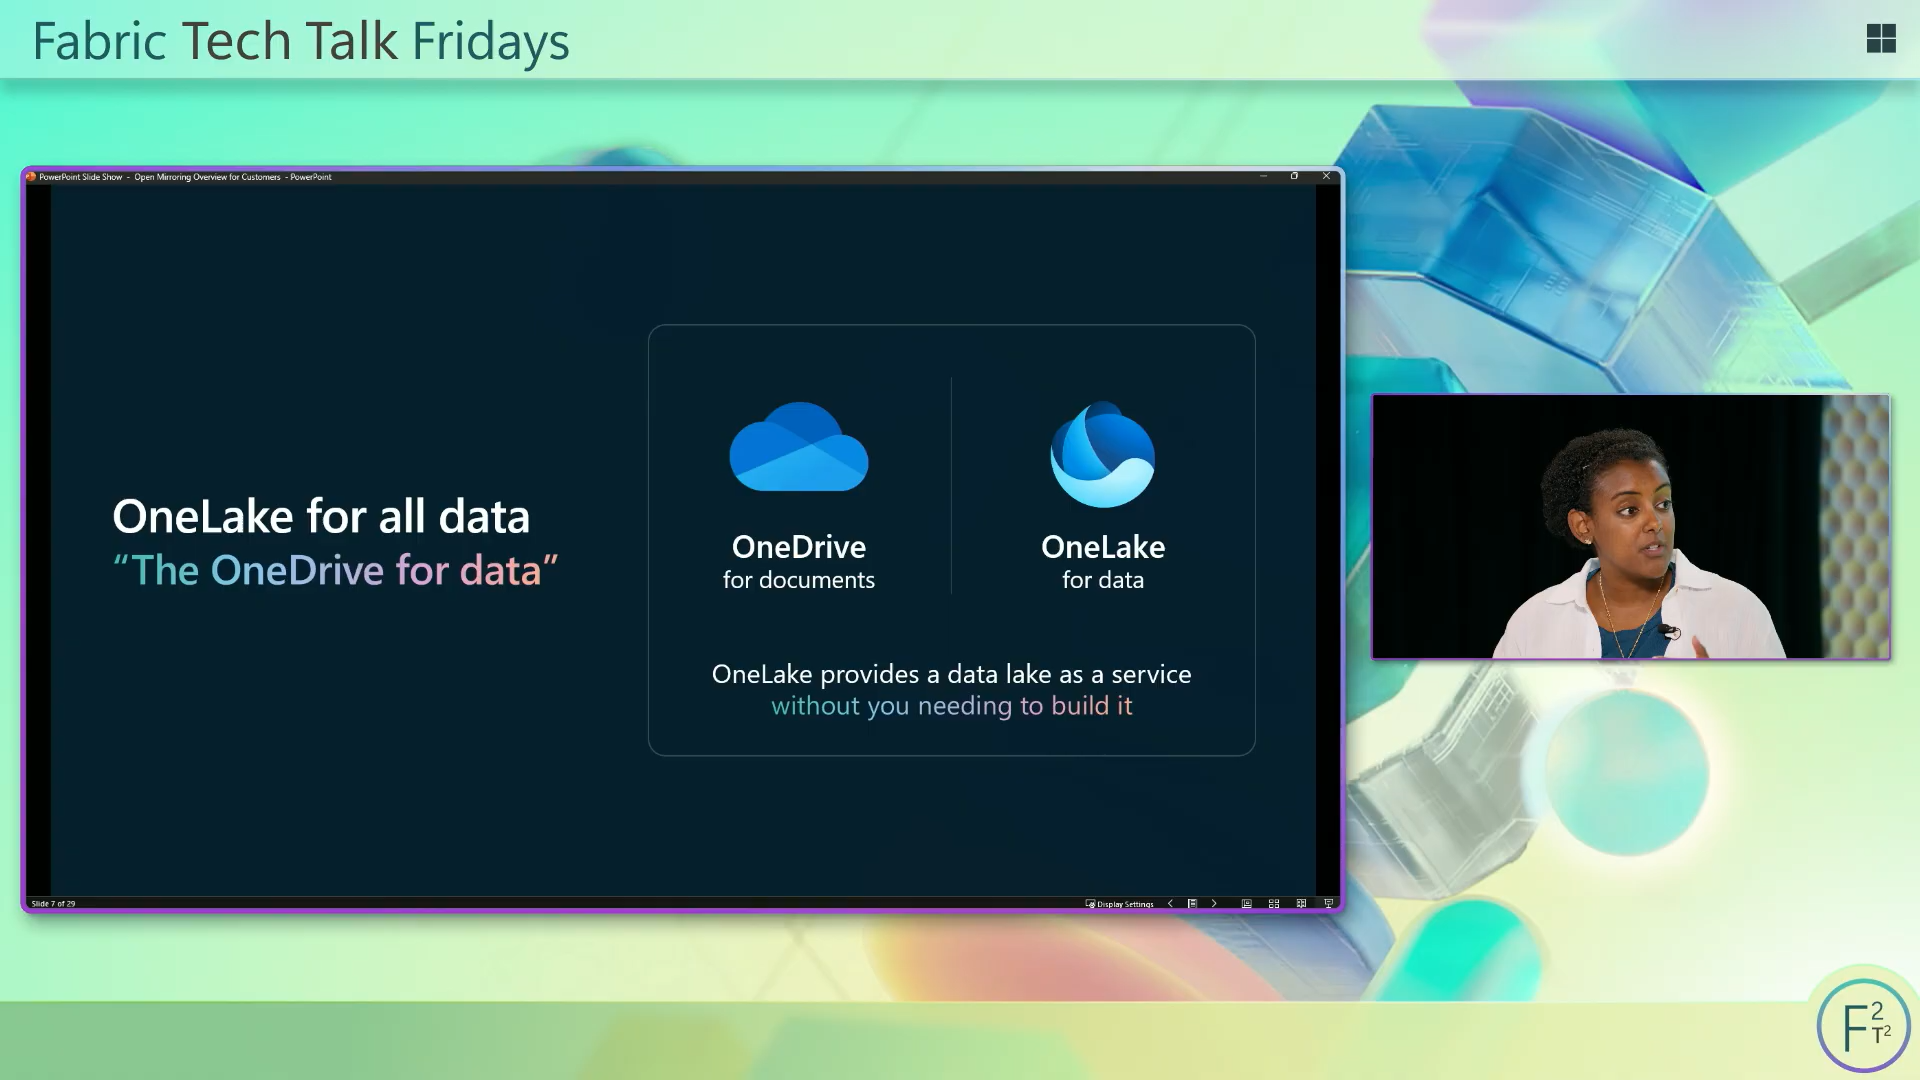 Fabric Tech Talk Fridays
PowerPoint Slide Show - Open Mirroring Overview for Customers - PowerPoint
OneLake for all data
“The OneDrive for data”
OneDrive
for documents
OneLake
for data
OneLake provides a data lake as a service
without you needing to build it
Slide 7 of 29
Display Settings
F2
T2